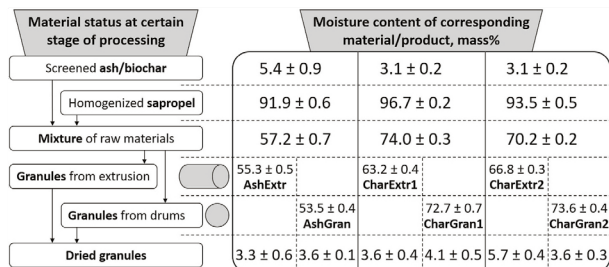 Material status at certain
stage of processing
Moisture content of corresponding
material/product, mass%
Screened ash/biochar
5.4 ± 0.9
3.1 ± 0.2
3.1 ± 0.2
Homogenized sapropel
91.9 ± 0.6
96.7 ± 0.2
93.5 ± 0.5
Mixture of raw materials
57.2 ± 0.7
74.0 ± 0.3
70.2 ± 0.2
Granules from extrusion
55.3 ± 0.5
AshExtr
63.2 ± 0.4
CharExtr1
66.8 ± 0.3
CharExtr2
Granules from drums
53.5 ± 0.4
AshGran
72.7 ± 0.7
CharGran1
73.6 ± 0.4
CharGran2
Dried granules
3.3 ± 0.6
3.6 ± 0.1
3.6 ± 0.4
4.1 ± 0.5
5.7 ± 0.4
3.6 ± 0.3